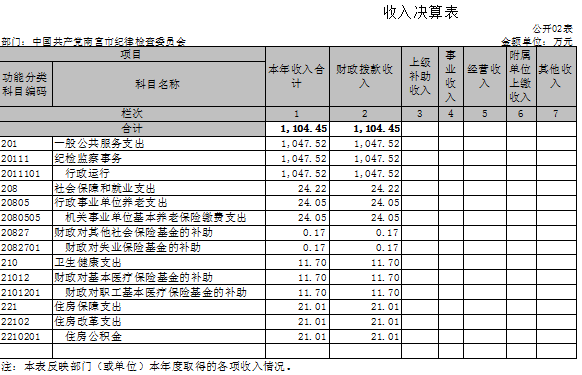 收入决算表
公开02表
部门：中国共产党南宫市纪律检查委员会 金额单位：万元
项目 本年收入合计 财政拨款收入 上级补助收入 事业收入 经营收入 附属单位上缴收入 其他收入
功能分类科目编码 科目名称
栏次 1 2 3 4 5 6 7
合计 1,104.45 1,104.45
201 一般公共服务支出 1,047.52 1,047.52
20111 纪检监察事务 1,047.52 1,047.52
2011101 行政运行 1,047.52 1,047.52
208 社会保障和就业支出 24.22 24.22
20805 行政事业单位养老支出 24.05 24.05
2080505 机关事业单位基本养老保险缴费支出 24.05 24.05
20827 财政对其他社会保险基金的补助 0.17 0.17
2082701 财政对失业保险基金的补助 0.17 0.17
210 卫生健康支出 11.70 11.70
21012 财政对基本医疗保险基金的补助 11.70 11.70
2101201 财政对职工基本医疗保险基金的补助 11.70 11.70
221 住房保障支出 21.01 21.01
22102 住房改革支出 21.01 21.01
2210201 住房公积金 21.01 21.01
注：本表反映部门（或单位）本年度取得的各项收入情况。